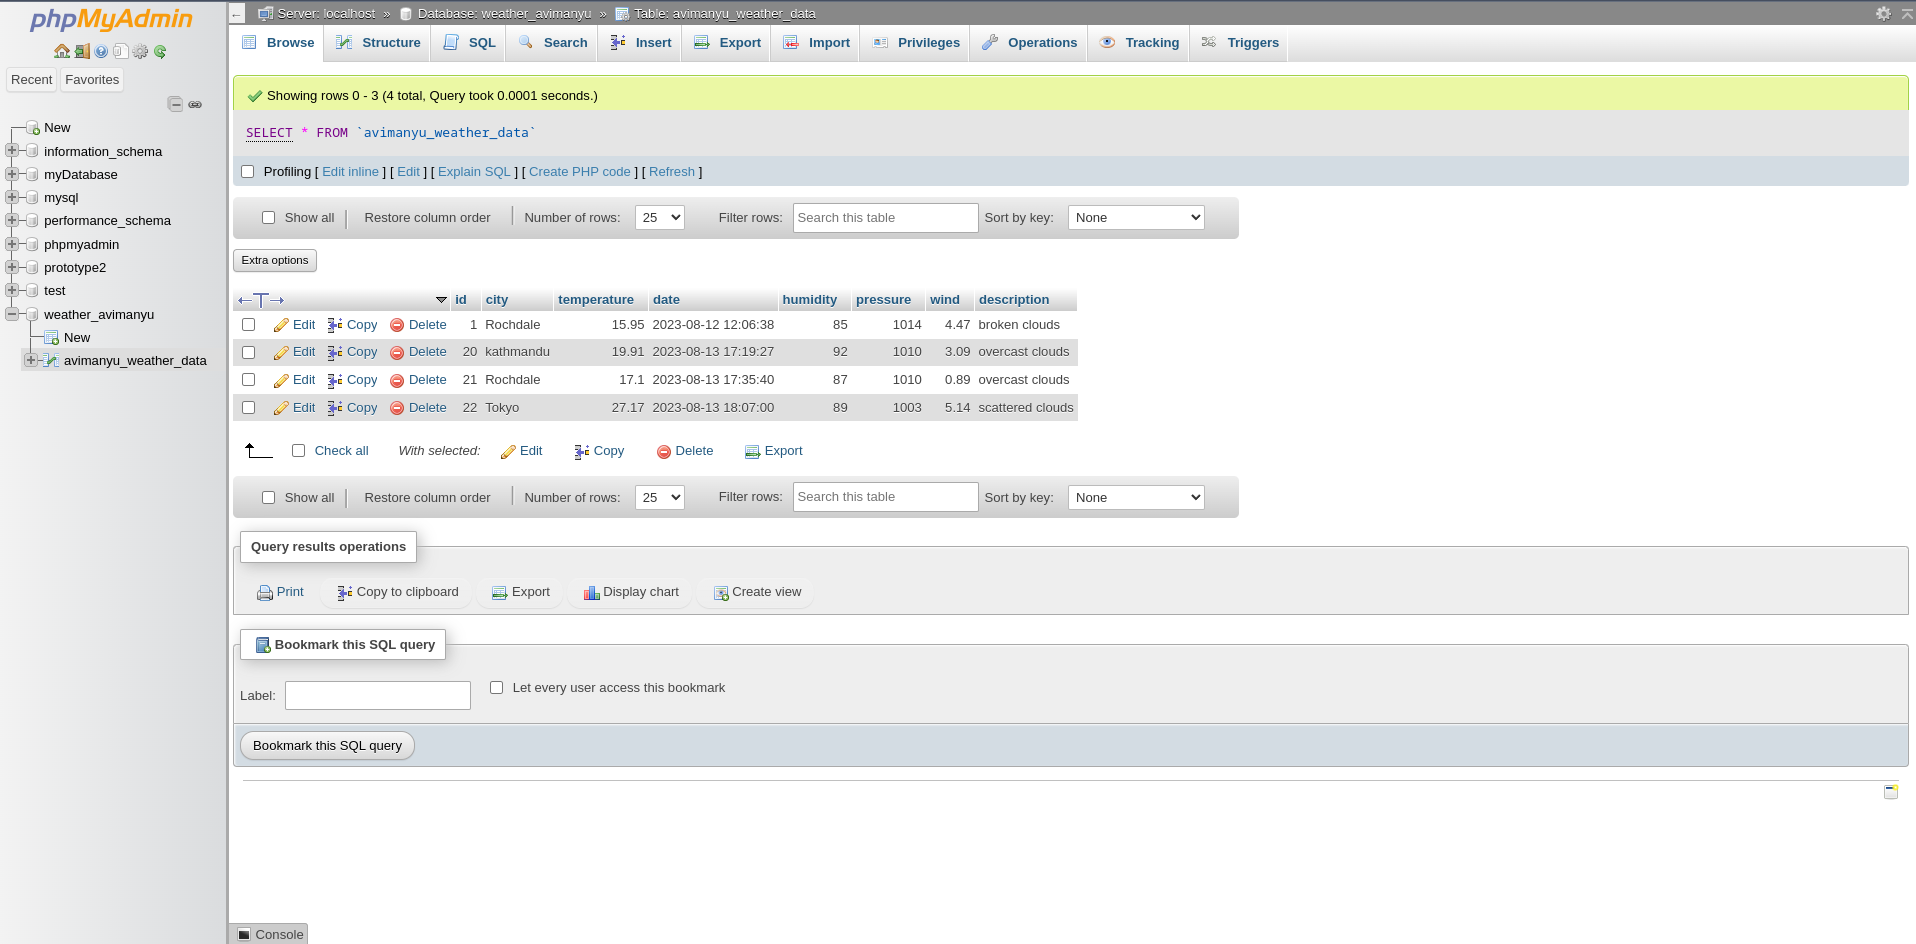 phpMyAdmin
Recent Favorites
New
information_schema
myDatabase
mysql
performance_schema
phpmyadmin
prototype2
test
weather_avimanyu
New
avimanyu_weather_data
← Server: localhost » Database: weather_avimanyu » Table: avimanyu_weather_data
Browse Structure SQL Search Insert Export Import Privileges Operations Tracking Triggers
Showing rows 0 - 3 (4 total, Query took 0.0001 seconds.)
SELECT * FROM `avimanyu_weather_data`
Profiling [ Edit inline ] [ Edit ] [ Explain SQL ] [ Create PHP code ] [ Refresh ]
Show all Restore column order Number of rows: 25 Filter rows: Search this table Sort by key: None
Extra options
←T→ id city temperature date humidity pressure wind description
Edit Copy Delete 1 Rochdale 15.95 2023-08-12 12:06:38 85 1014 4.47 broken clouds
Edit Copy Delete 20 kathmandu 19.91 2023-08-13 17:19:27 92 1010 3.09 overcast clouds
Edit Copy Delete 21 Rochdale 17.1 2023-08-13 17:35:40 87 1010 0.89 overcast clouds
Edit Copy Delete 22 Tokyo 27.17 2023-08-13 18:07:00 89 1003 5.14 scattered clouds
Check all With selected: Edit Copy Delete Export
Show all Restore column order Number of rows: 25 Filter rows: Search this table Sort by key: None
Query results operations
Print Copy to clipboard Export Display chart Create view
Bookmark this SQL query
Label: Let every user access this bookmark
Bookmark this SQL query
Console